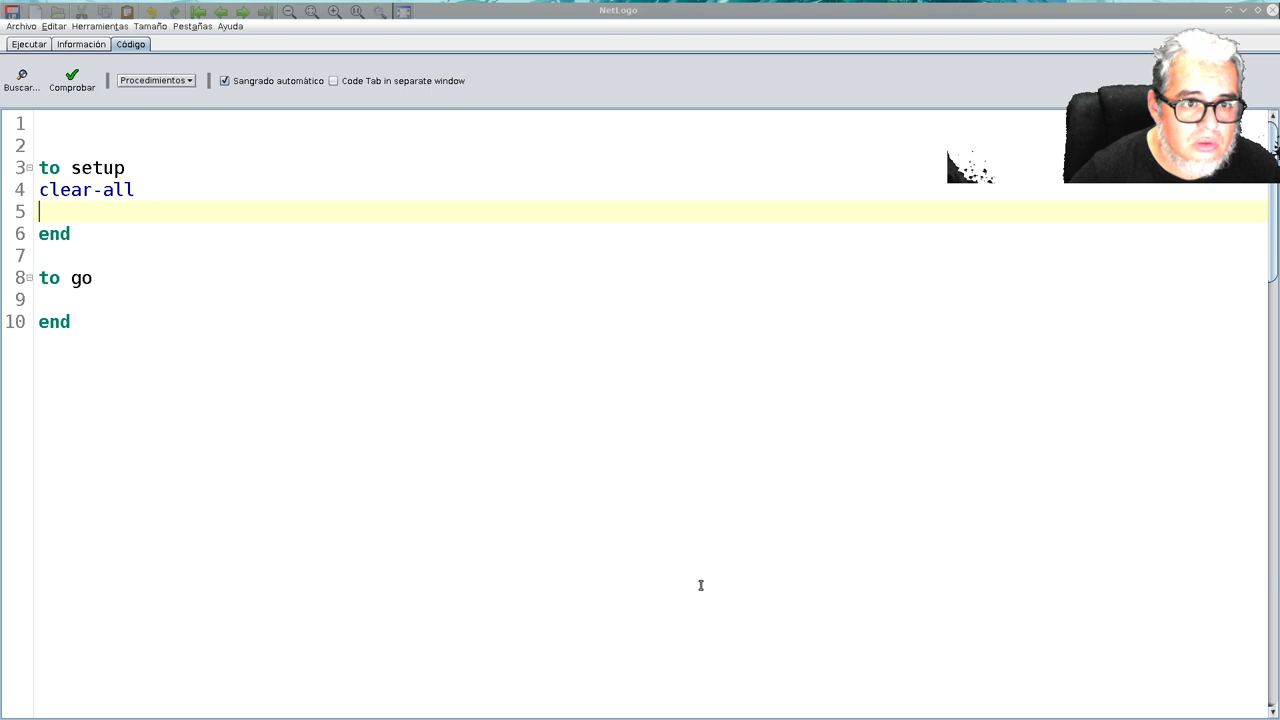 NetLogo
Archivo Editar Herramientas Tamaño Pestañas Ayuda
Ejecutar Información Código
Buscar... Comprobar Procedimientos Sangrado automático Code Tab in separate window
1
2
3 to setup
4 clear-all
5
6 end
7
8 to go
9
10 end